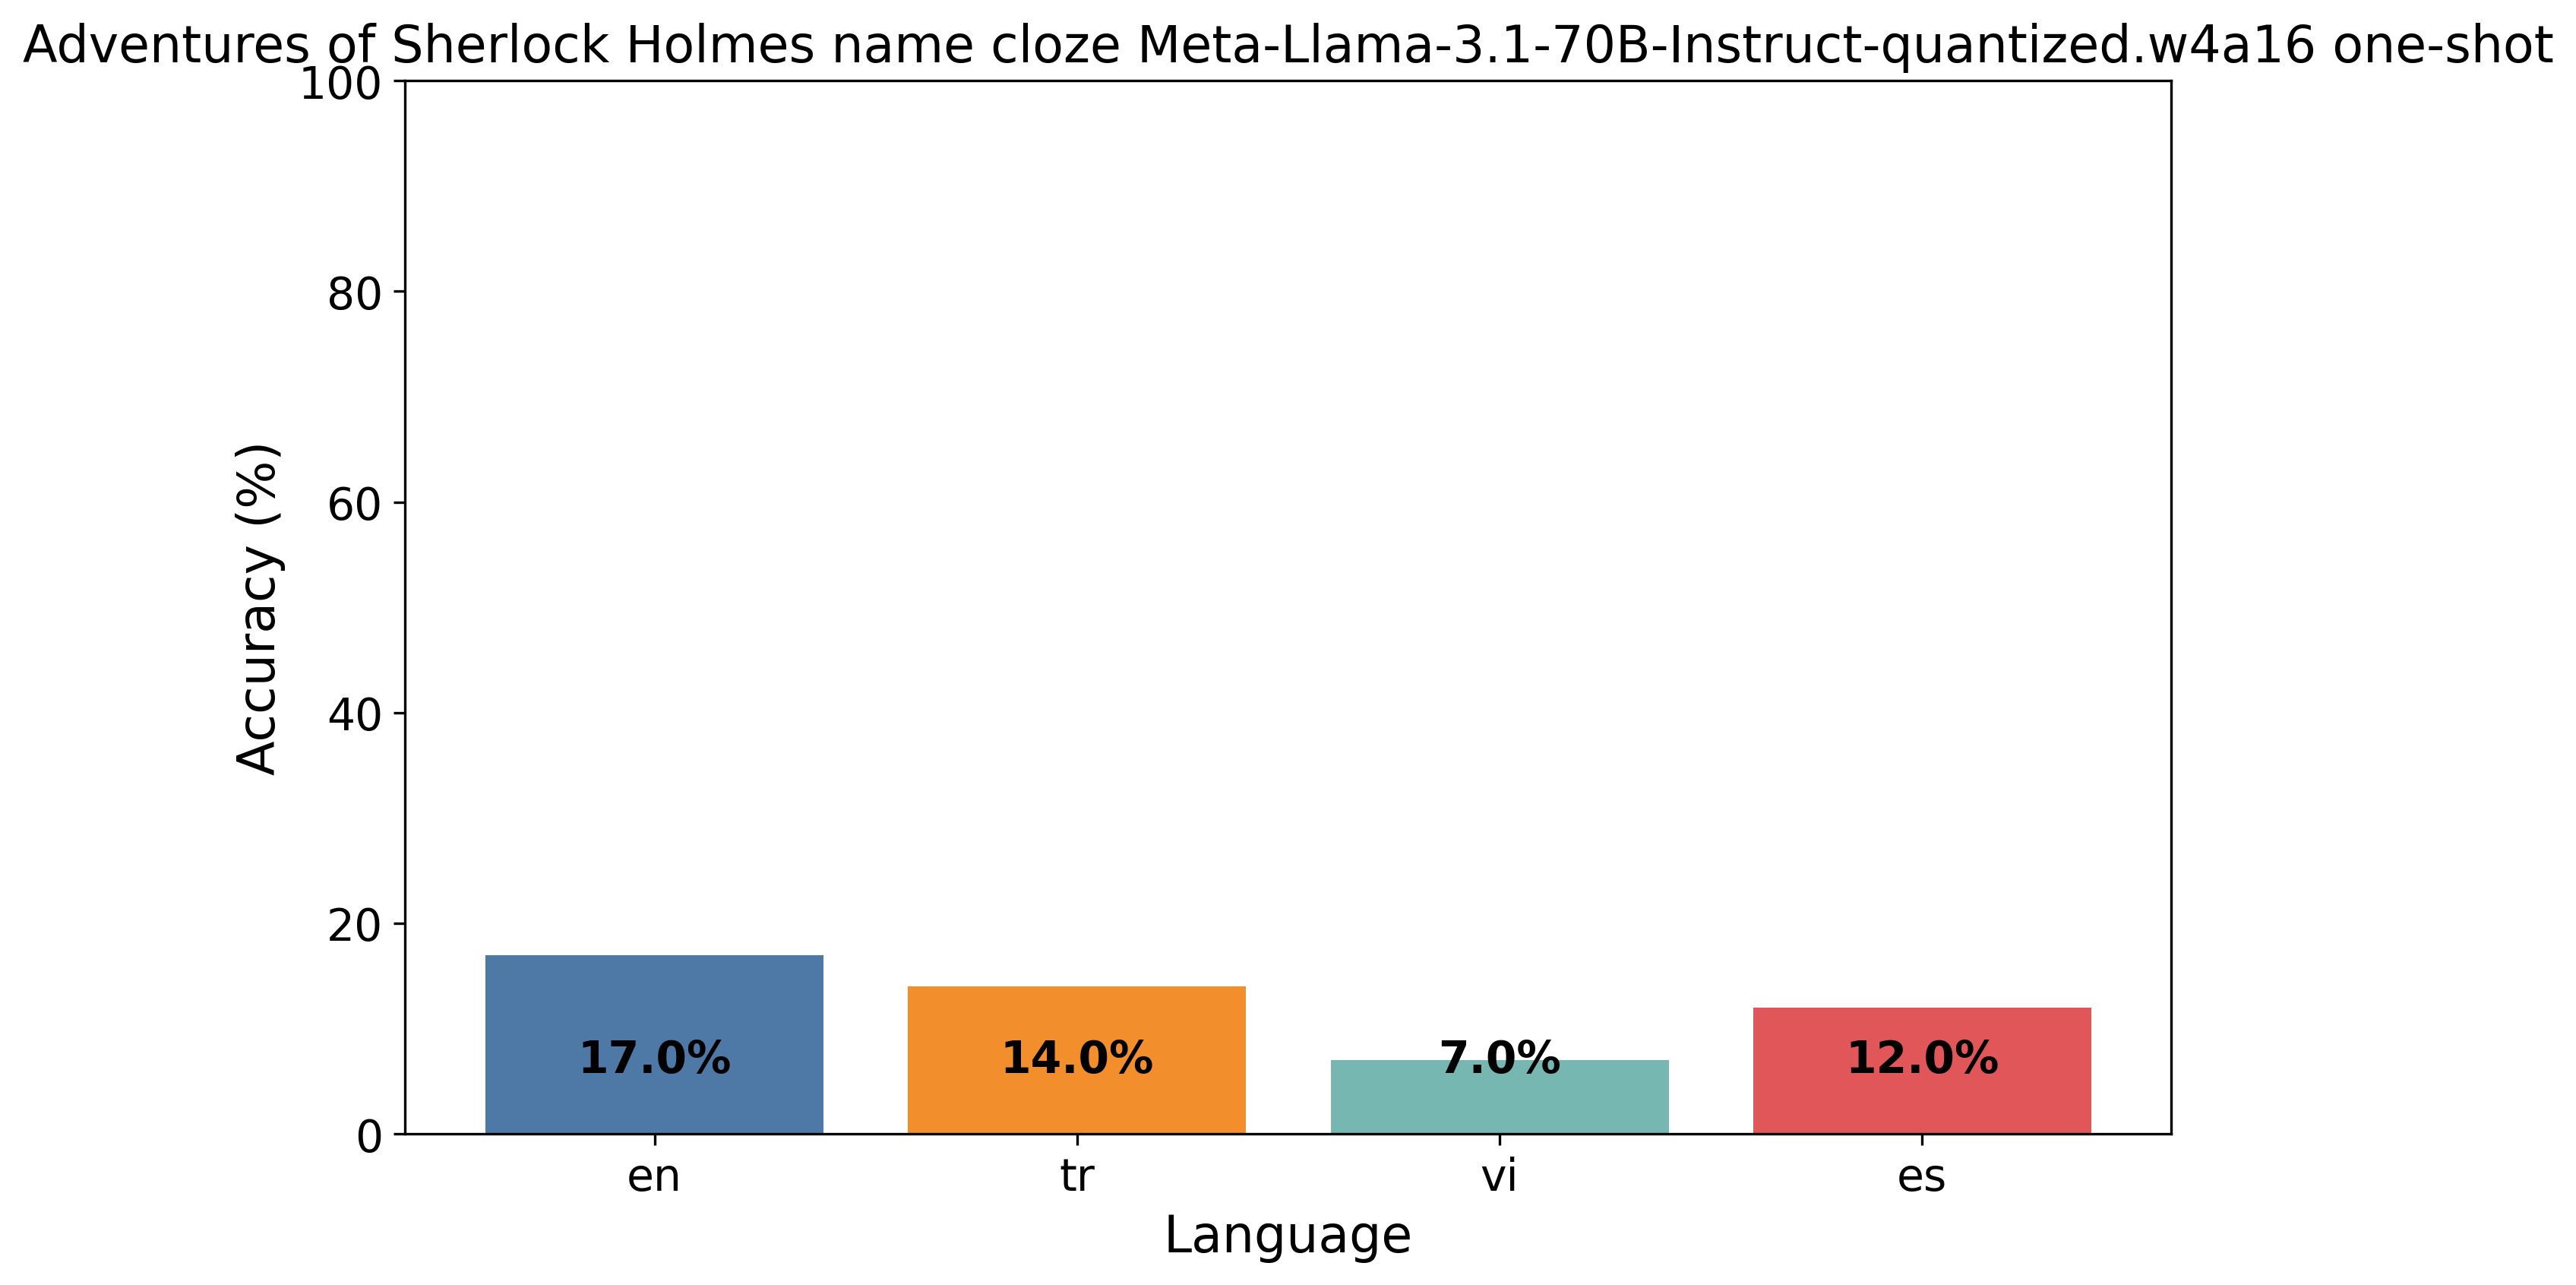 Adventures of Sherlock Holmes name cloze Meta-Llama-3.1-70B-Instruct-quantized.w4a16 one-shot
100
80
60
40
20
0
Accuracy (%)
17.0%
14.0%
7.0%
12.0%
en
tr
vi
es
Language